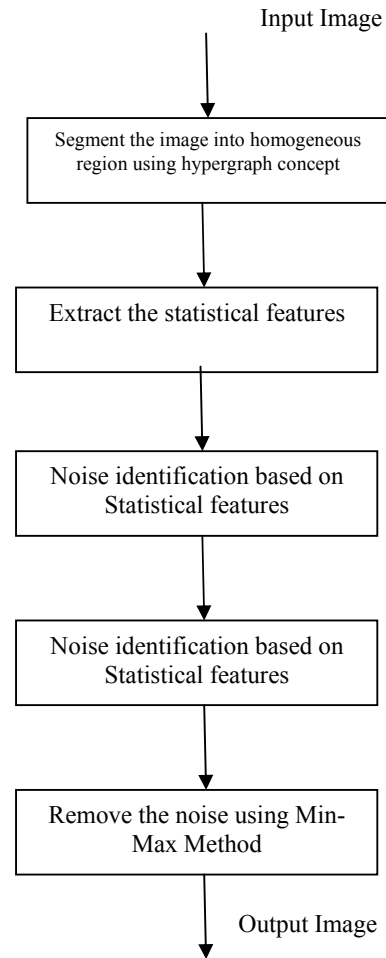 Input Image
Segment the image into homogeneous
region using hypergraph concept
Extract the statistical features
Noise identification based on
Statistical features
Noise identification based on
Statistical features
Remove the noise using Min-
Max Method
Output Image